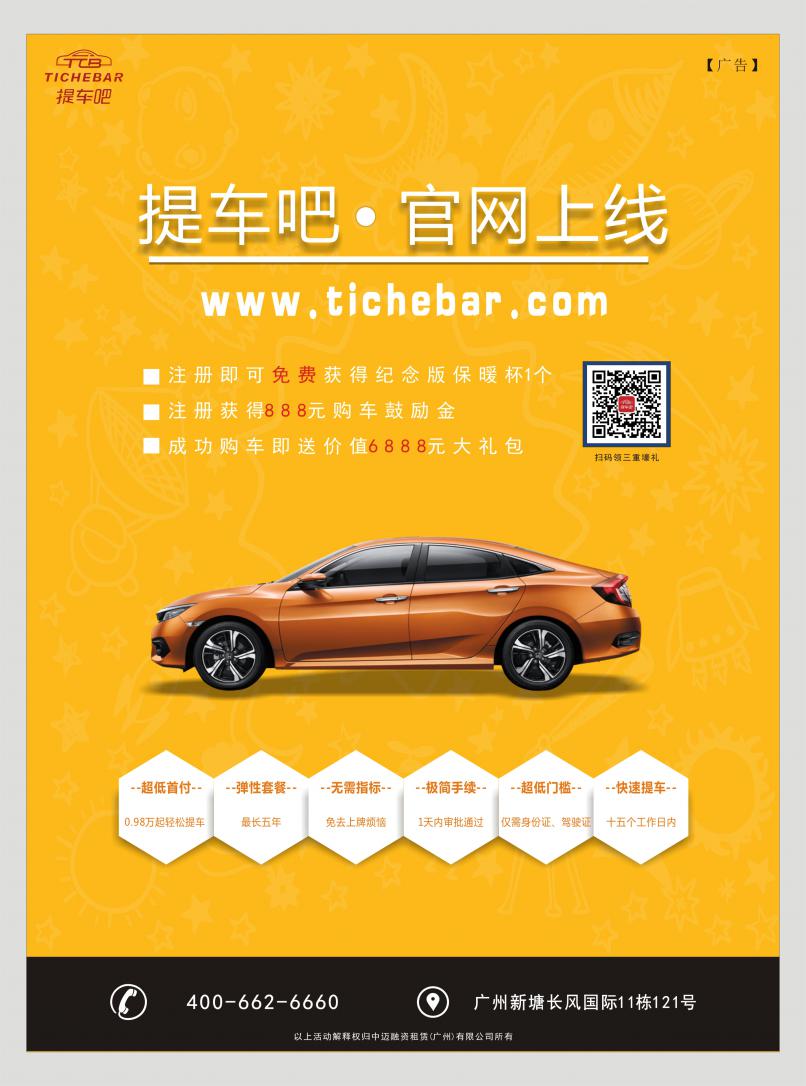 TCB
TICHEBAR
提车吧
【广告】
提车吧·官网上线
www.tichebar.com
注册即可免费获得纪念版保暖杯1个
注册获得888元购车鼓励金
成功购车即送价值6888元大礼包
扫码领三重壕礼
--超低首付--
0.98万起轻松提车
--弹性套餐--
最长五年
--无需指标--
免去上牌烦恼
--极简手续--
1天内审批通过
--超低门槛--
仅需身份证、驾驶证
--快速提车--
十五个工作日内
400-662-6660
广州新塘长风国际11栋121号
以上活动解释权归中迈融资租赁(广州)有限公司所有